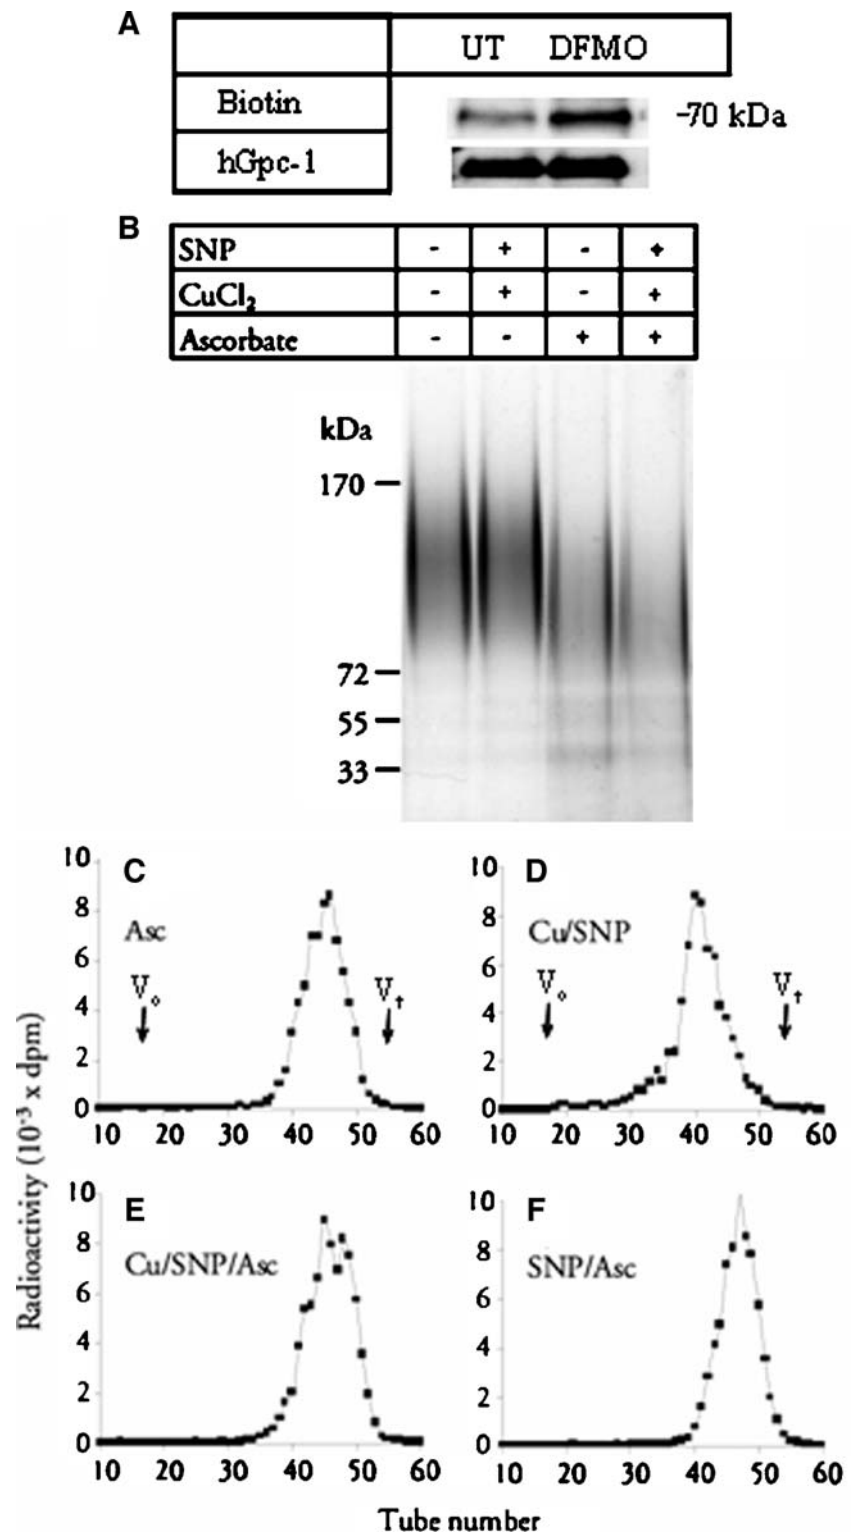 A
UT DFMO
Biotin
-70 kDa
hGpc-1
B
SNP - + - +
CuCl₂ - + - +
Ascorbate - - + +
kDa
170
72
55
33
C
Asc
V₀
Vₜ
10
8
6
4
2
0
10 20 30 40 50 60
D
Cu/SNP
V₀
Vₜ
10
8
6
4
2
0
10 20 30 40 50 60
E
Cu/SNP/Asc
10
8
6
4
2
0
10 20 30 40 50 60
F
SNP/Asc
10
8
6
4
2
0
10 20 30 40 50 60
Radioactivity (10⁻³ x dpm)
Tube number